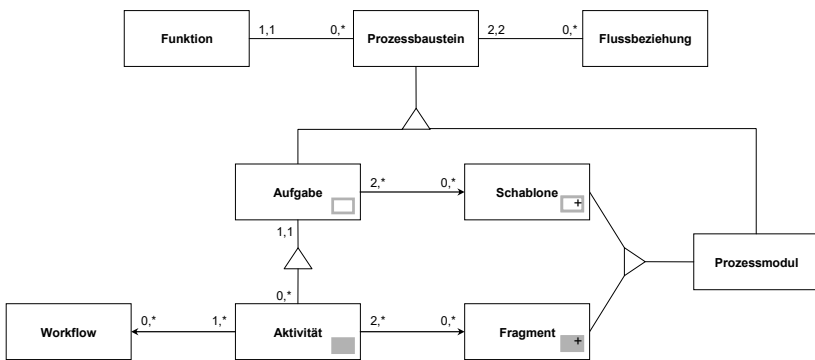 Funktion 1,1 0,* Prozessbaustein 2,2 0,* Flussbeziehung
Aufgabe 2,* 0,* Schablone +
1,1
Prozessmodul
0,*
Workflow 0,* 1,* Aktivität 2,* 0,* Fragment +